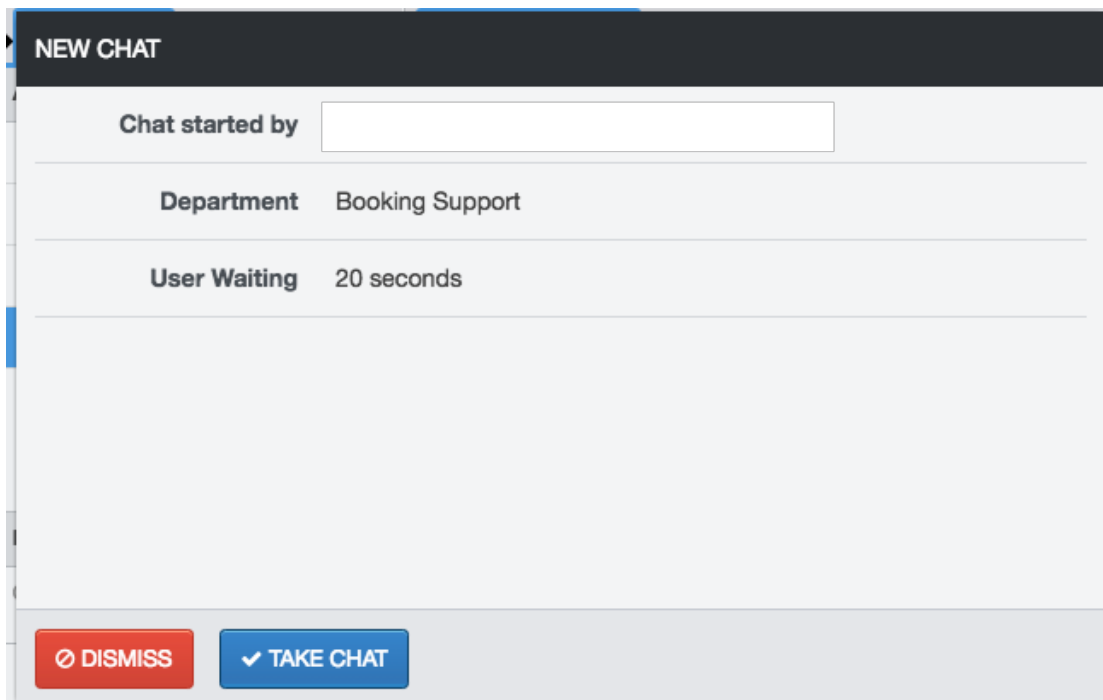 NEW CHAT
Chat started by
Department Booking Support
User Waiting 20 seconds
DISMISS TAKE CHAT